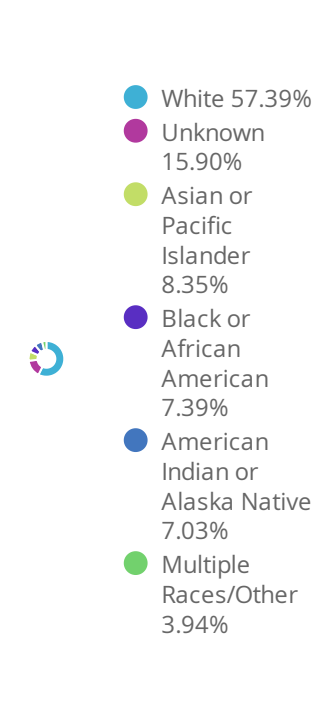 White 57.39%
Unknown
15.90%
Asian or
Pacific
Islander
8.35%
Black or
African
American
7.39%
American
Indian or
Alaska Native
7.03%
Multiple
Races/Other
3.94%